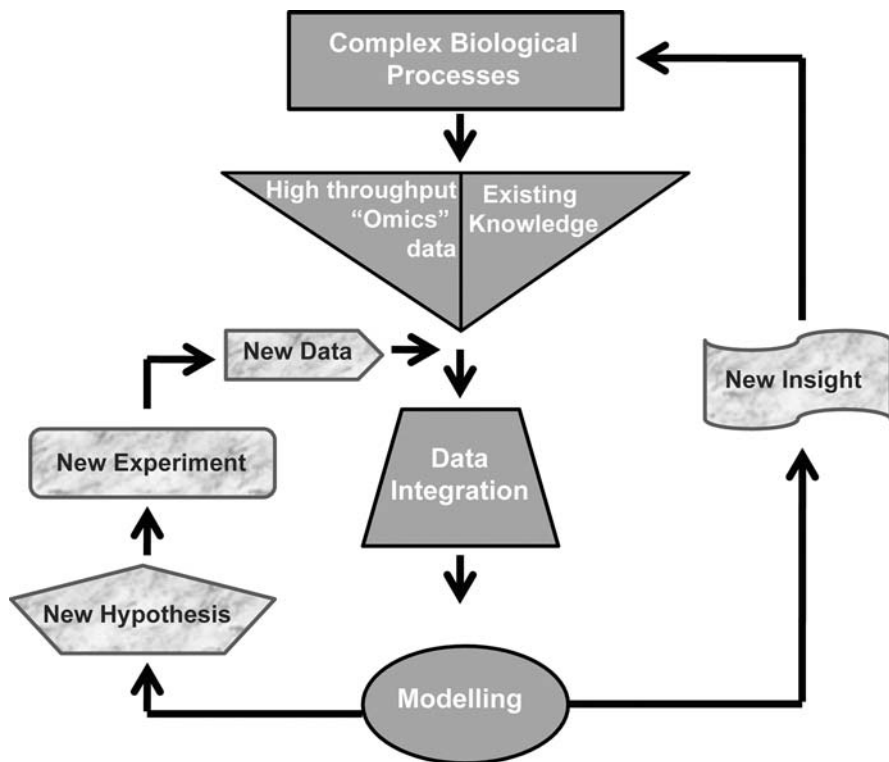 Complex Biological
Processes
High throughput
“Omics”
data
Existing
Knowledge
New Data
New Insight
New Experiment
Data
Integration
New Hypothesis
Modelling